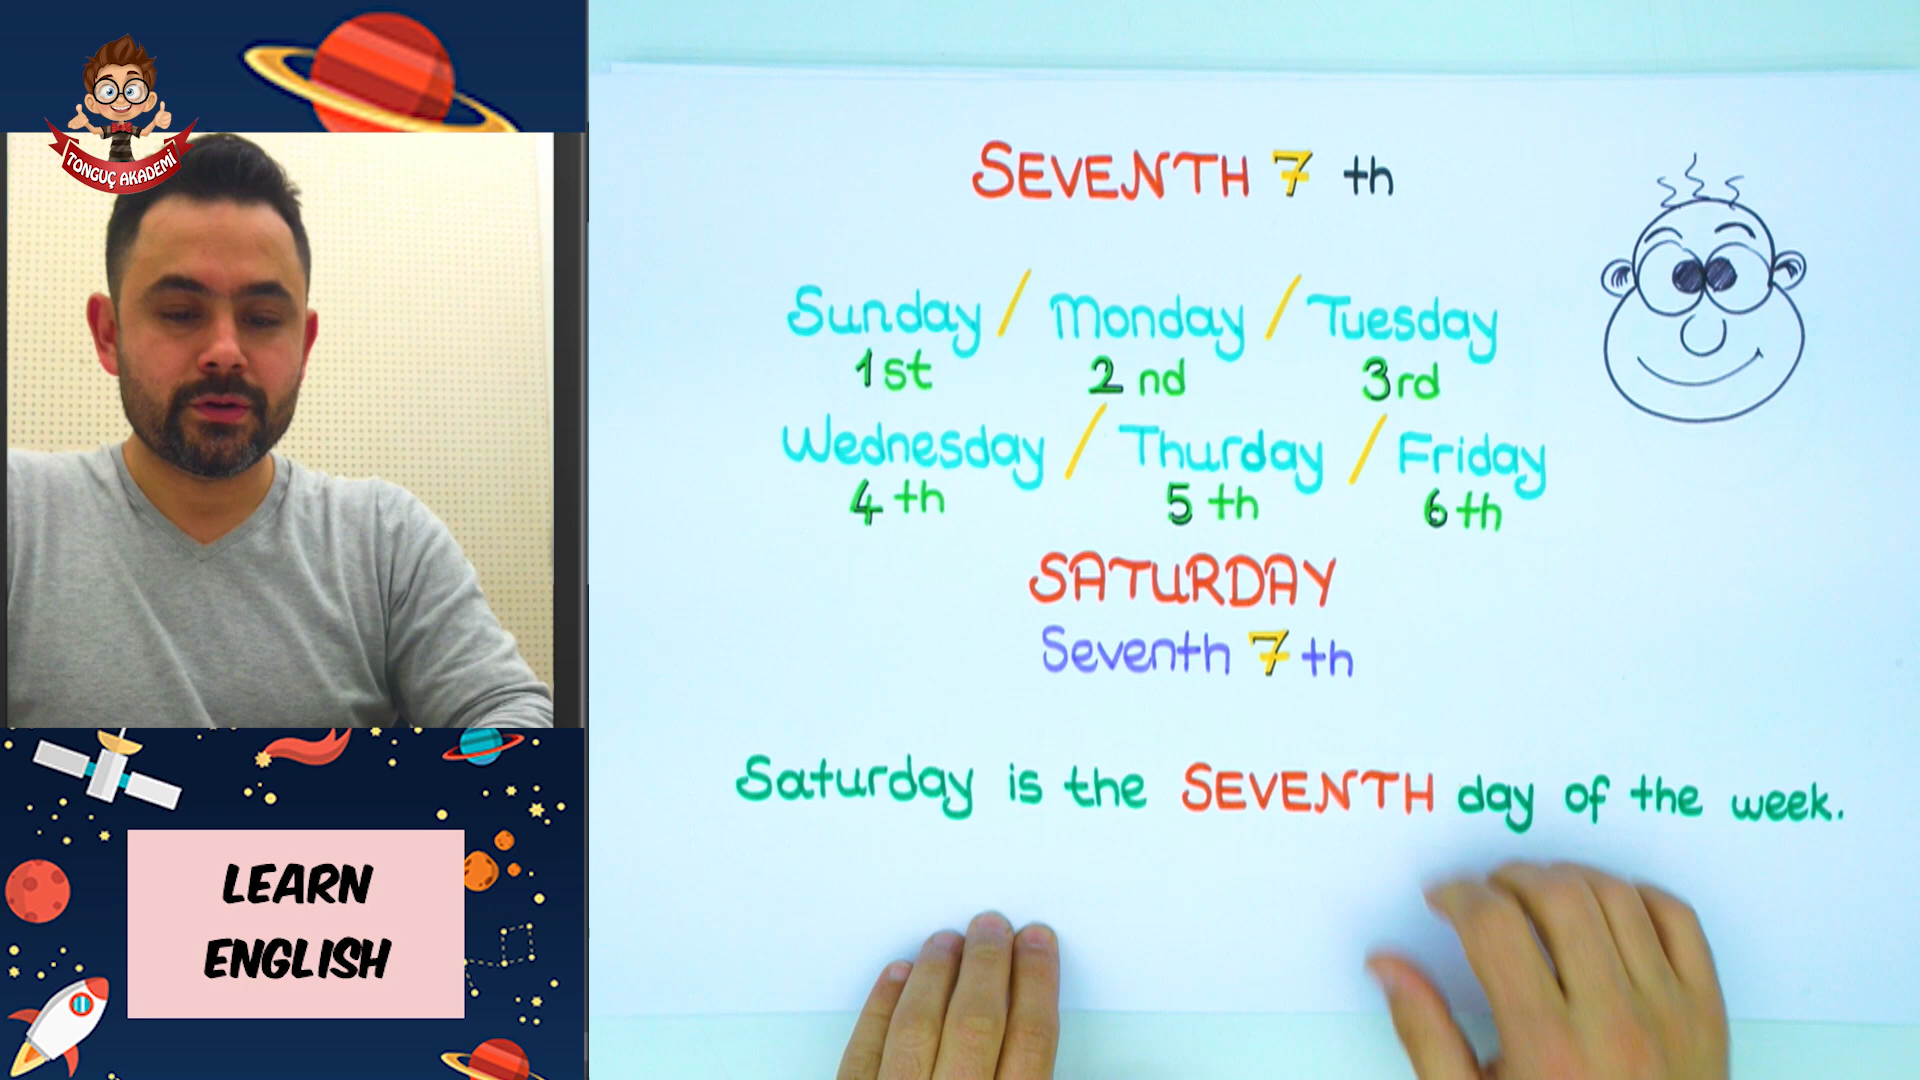 TONGUÇ AKADEMİ
LEARN
ENGLISH
SEVENTH 7 th
Sunday / Monday / Tuesday
1st 2 nd 3rd
Wednesday / Thurday / Friday
4 th 5 th 6 th
SATURDAY
Seventh 7 th
Saturday is the SEVENTH day of the week.